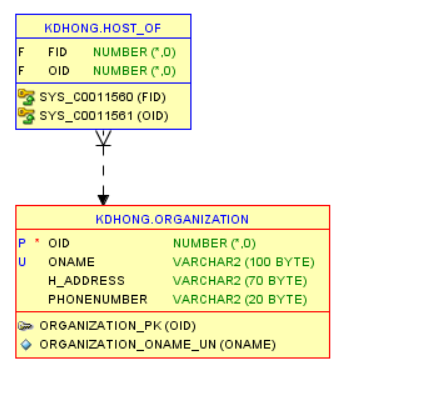 KDHONG.HOST_OF
F FID NUMBER (*,0)
F OID NUMBER (*,0)
SYS_C0011560 (FID)
SYS_C0011561 (OID)
KDHONG.ORGANIZATION
P * OID NUMBER (*,0)
U ONAME VARCHAR2 (100 BYTE)
H_ADDRESS VARCHAR2 (70 BYTE)
PHONENUMBER VARCHAR2 (20 BYTE)
ORGANIZATION_PK (OID)
ORGANIZATION_ONAME_UN (ONAME)